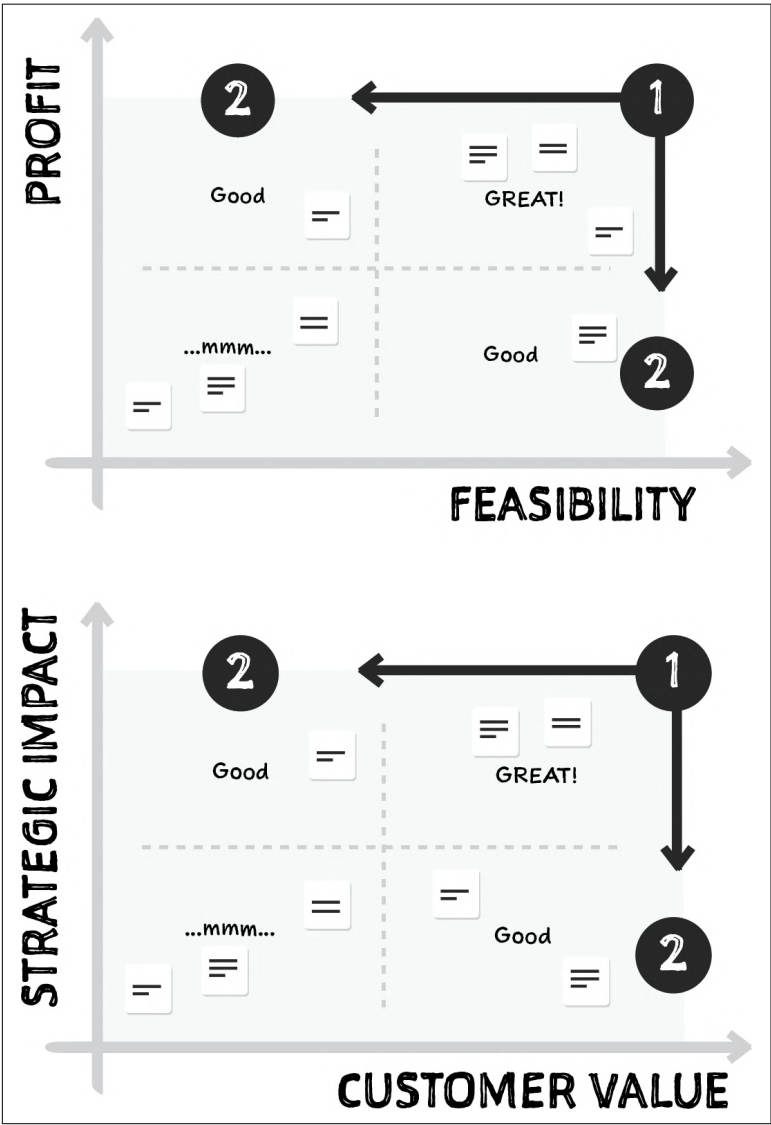 PROFIT
2
1
Good
GREAT!
...mmm...
Good
2
FEASIBILITY
STRATEGIC IMPACT
2
1
Good
GREAT!
...mmm...
Good
2
CUSTOMER VALUE